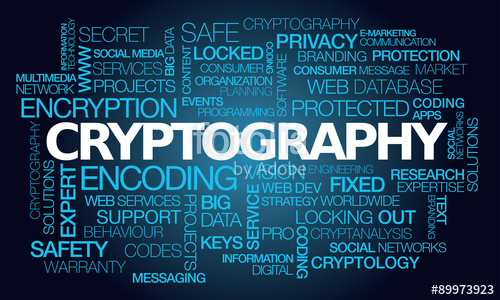 SECRET
WWW
INFORMATION
TECHNOLOGY
SOCIAL MEDIA
SERVICES
PROJECTS
BIG
DATA
MULTIMEDIA
NETWORK
ENCRYPTION
SAFE
LOCKED
CONTENT
CODING
CONSUMER
ORGANIZATION
PLANNING
EVENTS
PROGRAMMING
SOFTWARE
CRYPTOGRAPHY
PRIVACY
E-MARKETING
COMMUNICATION
BRANDING PROTECTION
CONSUMER MESSAGE MARKET
WEB DATABASE
PROTECTED
CODING
APPS
CRYPTOGRAPHY
SOCIAL
NETWORKS
SOLUTIONS
CRYPTOGRAPHY
SOLUTIONS
EXPERT
ENCODING
by Adobe
ENGINEERING
WEB DEV
FIXED
RESEARCH
EXPERTISE
TEXT
BRANDING
WEB SERVICES
SUPPORT
BEHAVIOUR
PROJECTS
BIG
DATA
SERVICE
STRATEGY WORLDWIDE
LOCKING OUT
SAFETY
WARRANTY
CODES
KEYS
PRO
CODING
CRYPTANALYSIS
SOCIAL NETWORKS
CRYPTOLOGY
MESSAGING
INFORMATION
DIGITAL
#89973923